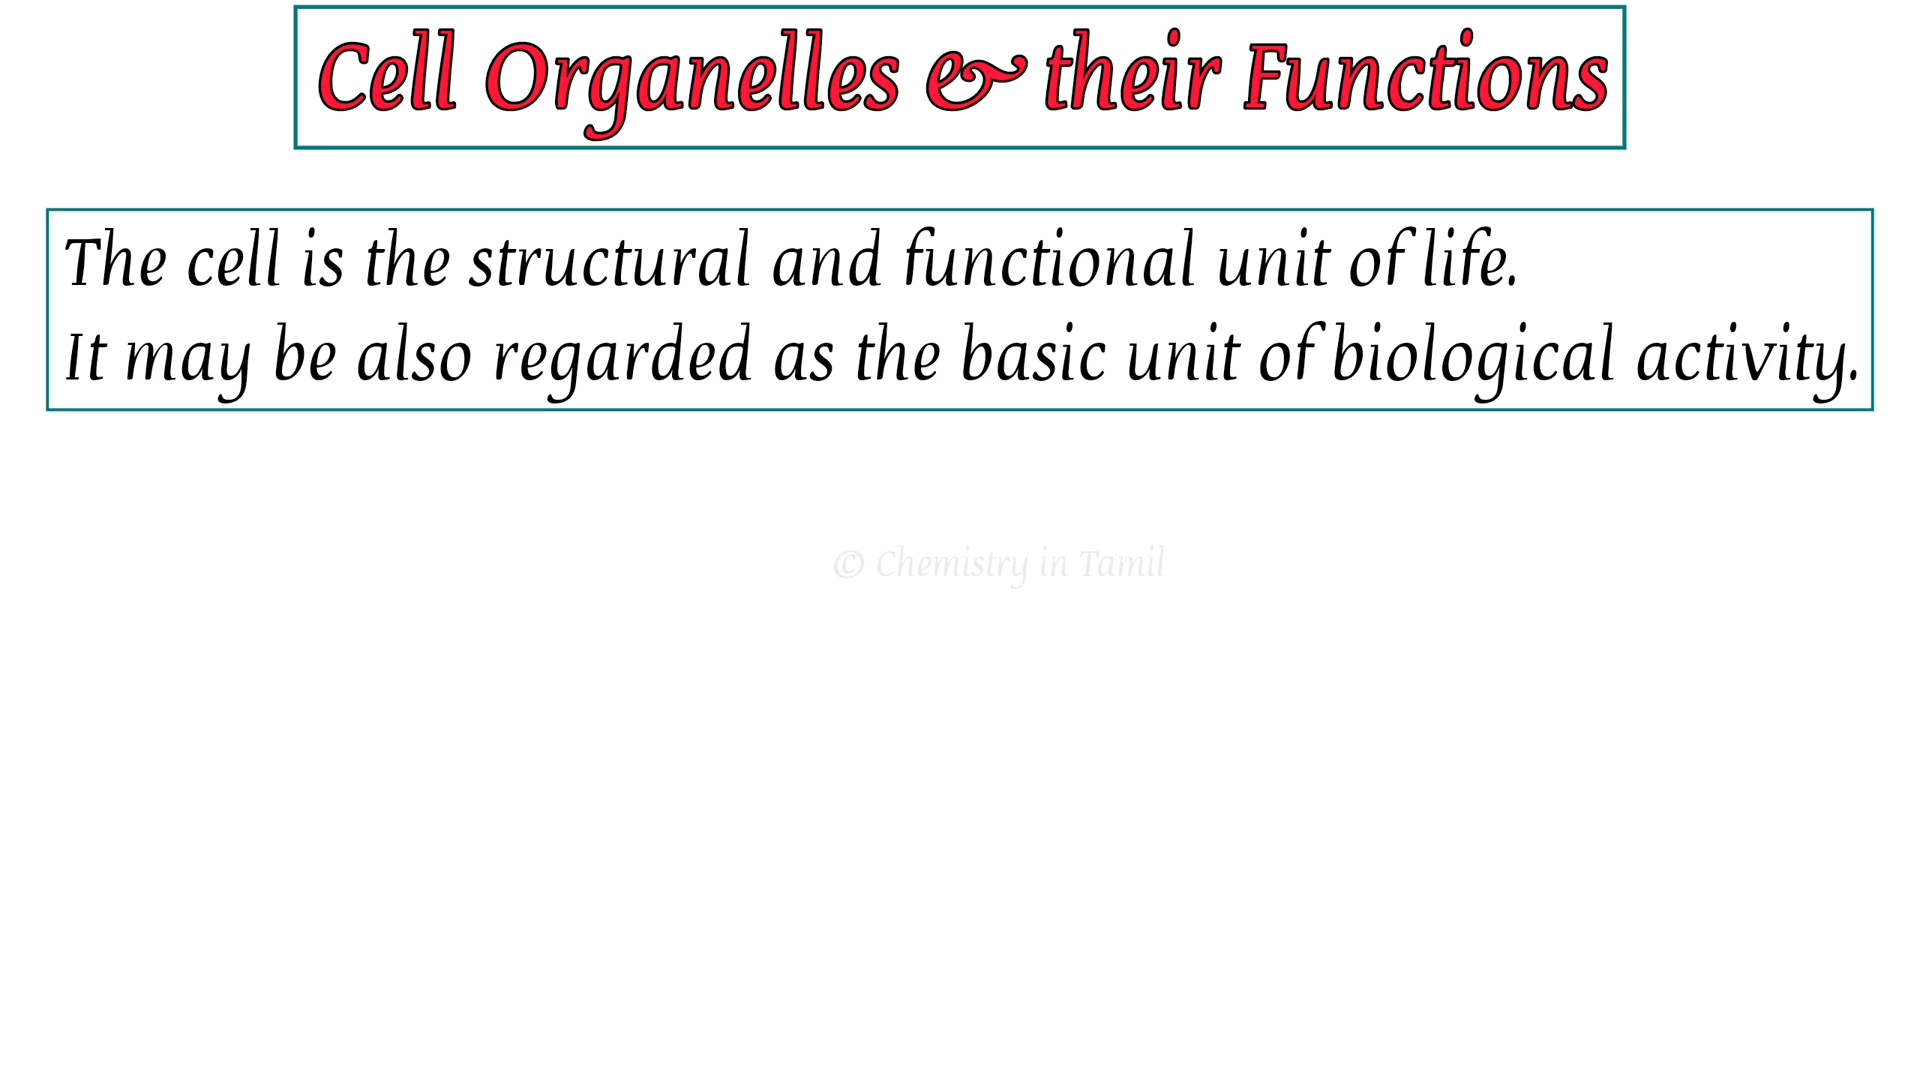 Cell Organelles & their Functions
The cell is the structural and functional unit of life.
It may be also regarded as the basic unit of biological activity.
© Chemistry in Tamil